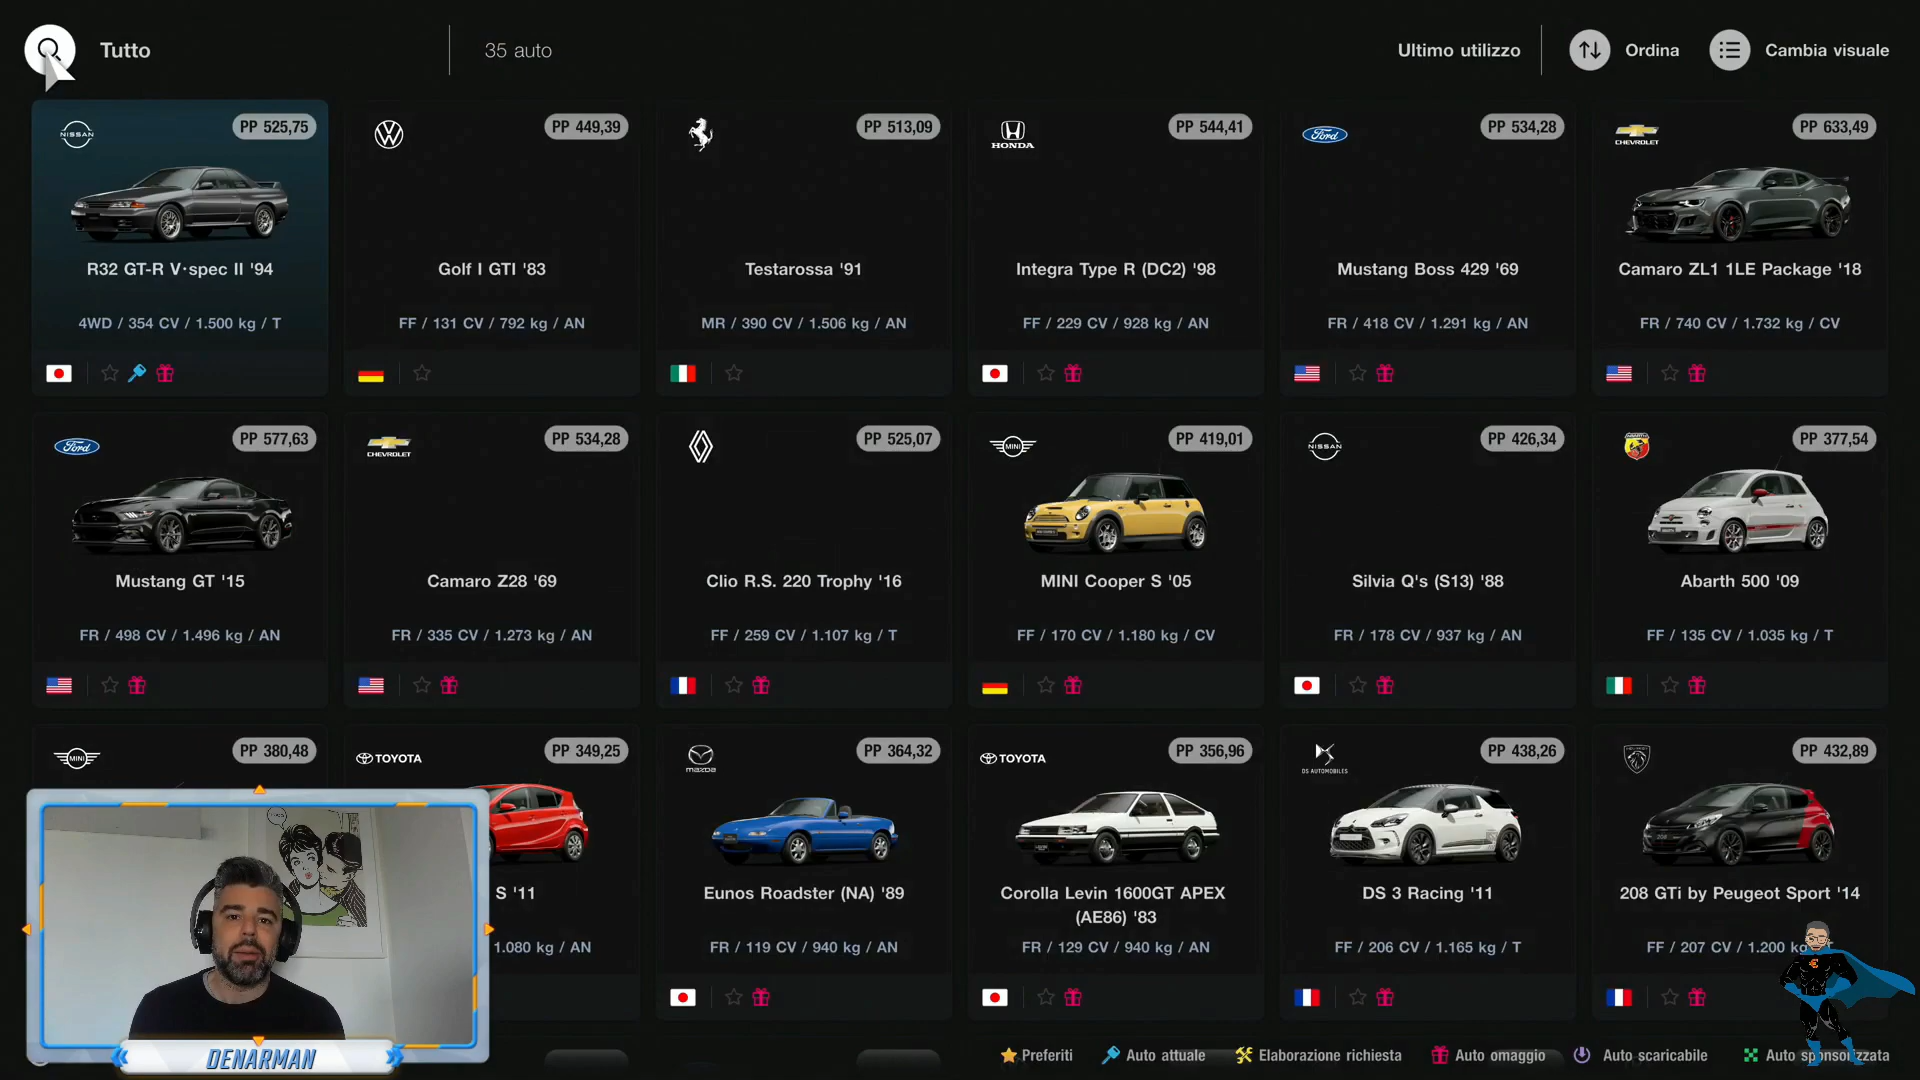 Tutto
35 auto
Ultimo utilizzo
Ordina
Cambia visuale
NISSAN
PP 525,75
R32 GT-R V·spec II '94
4WD / 354 CV / 1.500 kg / T
PP 449,39
Golf I GTI '83
FF / 131 CV / 792 kg / AN
PP 513,09
Testarossa '91
MR / 390 CV / 1.506 kg / AN
HONDA
PP 544,41
Integra Type R (DC2) '98
FF / 229 CV / 928 kg / AN
Ford
PP 534,28
Mustang Boss 429 '69
FR / 418 CV / 1.291 kg / AN
CHEVROLET
PP 633,49
Camaro ZL1 1LE Package '18
FR / 740 CV / 1.732 kg / CV
Ford
PP 577,63
Mustang GT '15
FR / 498 CV / 1.496 kg / AN
CHEVROLET
PP 534,28
Camaro Z28 '69
FR / 335 CV / 1.273 kg / AN
PP 525,07
Clio R.S. 220 Trophy '16
FF / 259 CV / 1.107 kg / T
MINI
PP 419,01
MINI Cooper S '05
FF / 170 CV / 1.180 kg / CV
NISSAN
PP 426,34
Silvia Q's (S13) '88
FR / 178 CV / 937 kg / AN
ABARTH
PP 377,54
Abarth 500 '09
FF / 135 CV / 1.035 kg / T
MINI
PP 380,48
TOYOTA
PP 349,25
S '11
1.080 kg / AN
mazda
PP 364,32
Eunos Roadster (NA) '89
FR / 119 CV / 940 kg / AN
TOYOTA
PP 356,96
Corolla Levin 1600GT APEX
(AE86) '83
FR / 129 CV / 940 kg / AN
DS AUTOMOBILES
PP 438,26
DS 3 Racing '11
FF / 206 CV / 1.165 kg / T
PEUGEOT
PP 432,89
208 GTi by Peugeot Sport '14
FF / 207 CV / 1.200 kg
DENARMAN
Preferiti
Auto attuale
Elaborazione richiesta
Auto omaggio
Auto scaricabile
Auto sponsorizzata